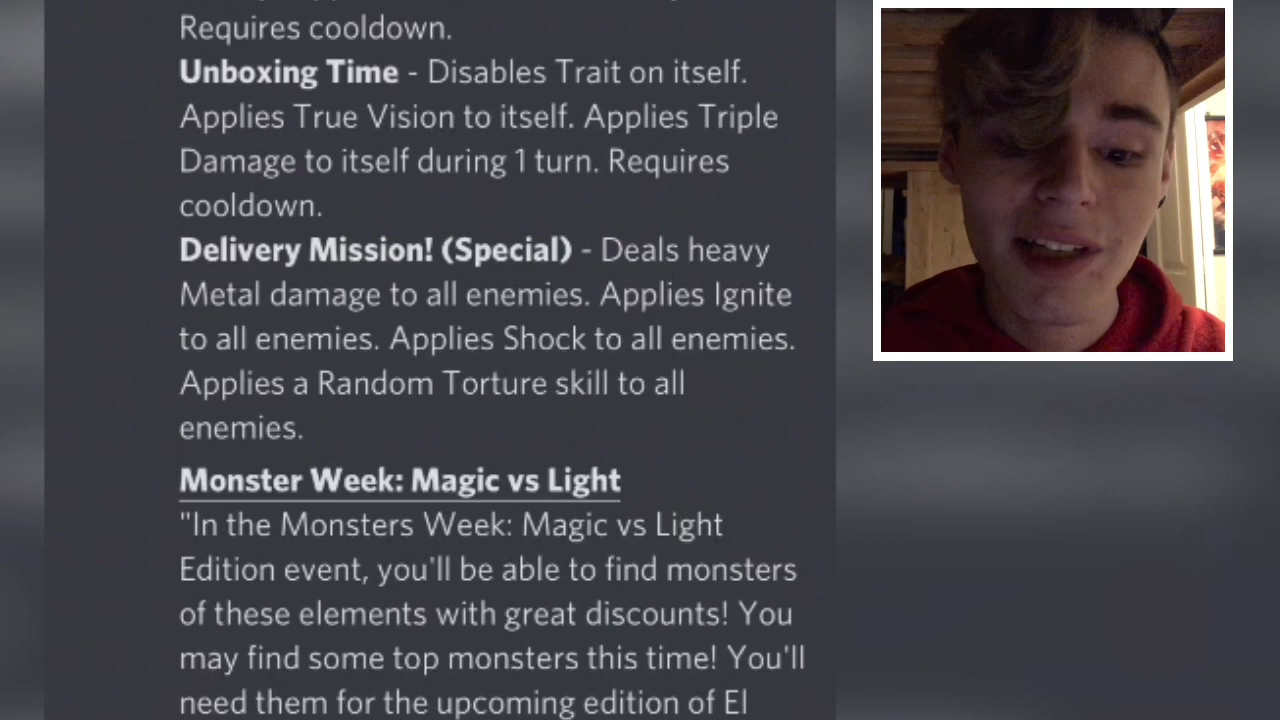 Requires cooldown.
Unboxing Time - Disables Trait on itself.
Applies True Vision to itself. Applies Triple
Damage to itself during 1 turn. Requires
cooldown.
Delivery Mission! (Special) - Deals heavy
Metal damage to all enemies. Applies Ignite
to all enemies. Applies Shock to all enemies.
Applies a Random Torture skill to all
enemies.
Monster Week: Magic vs Light
"In the Monsters Week: Magic vs Light
Edition event, you'll be able to find monsters
of these elements with great discounts! You
may find some top monsters this time! You'll
need them for the upcoming edition of El